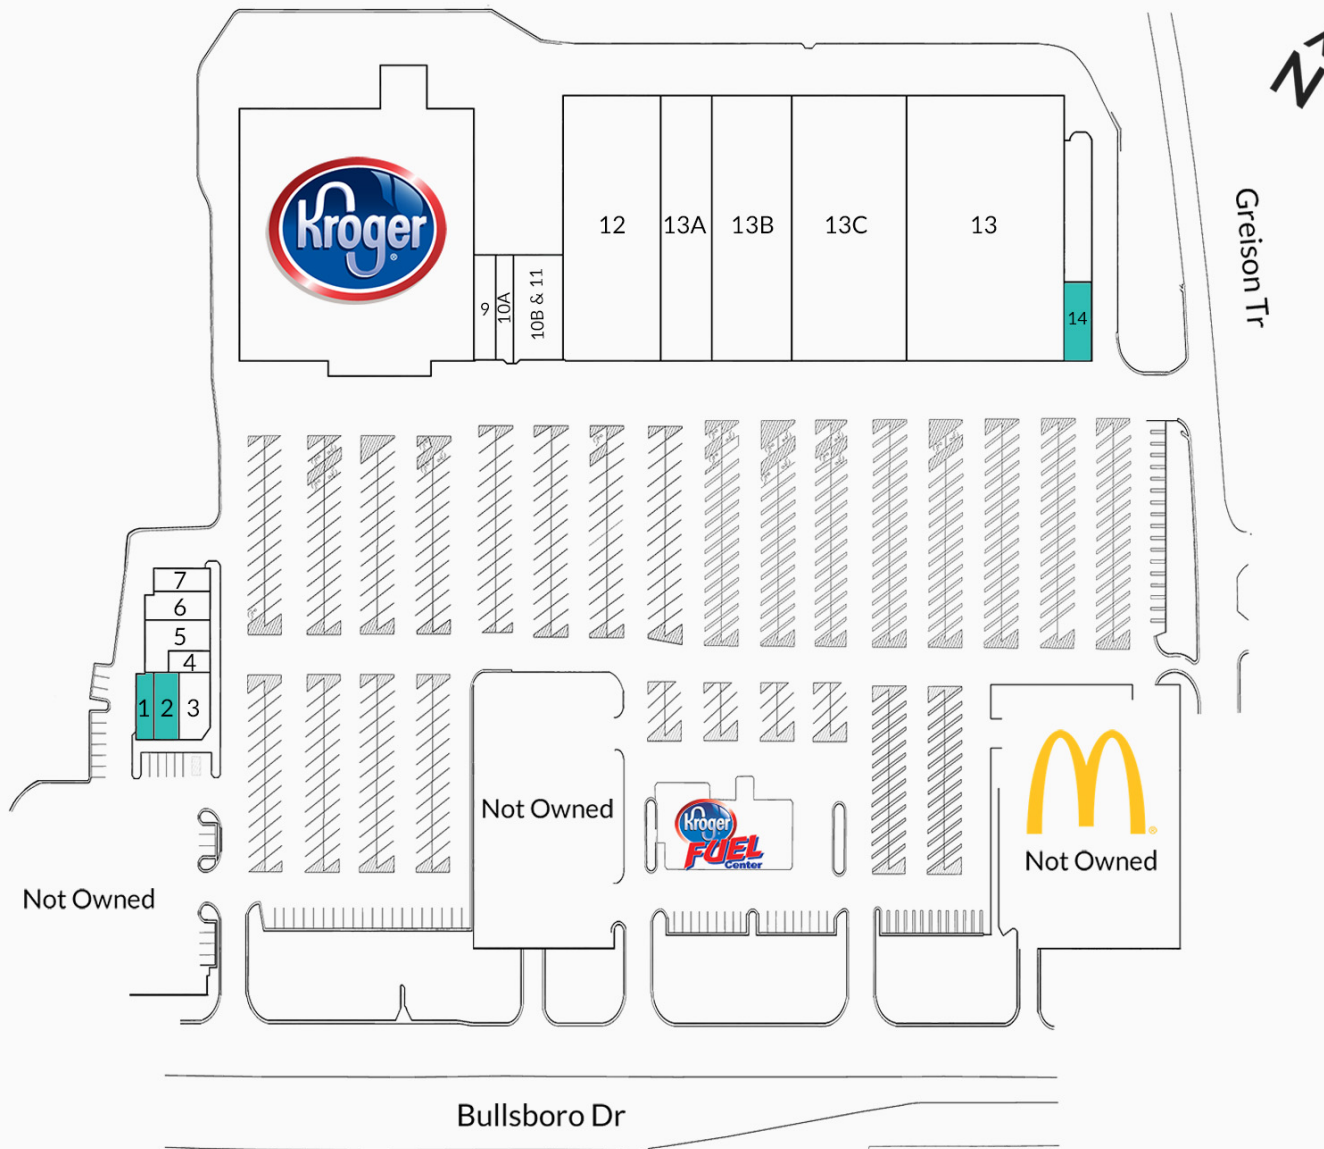 N
Greison Tr
Kroger
12
13A
13B
13C
13
9
10A
10B & 11
14
7
6
5
4
1
2
3
Not Owned
Kroger
FUEL
Center
Not Owned
Not Owned
Bullsboro Dr